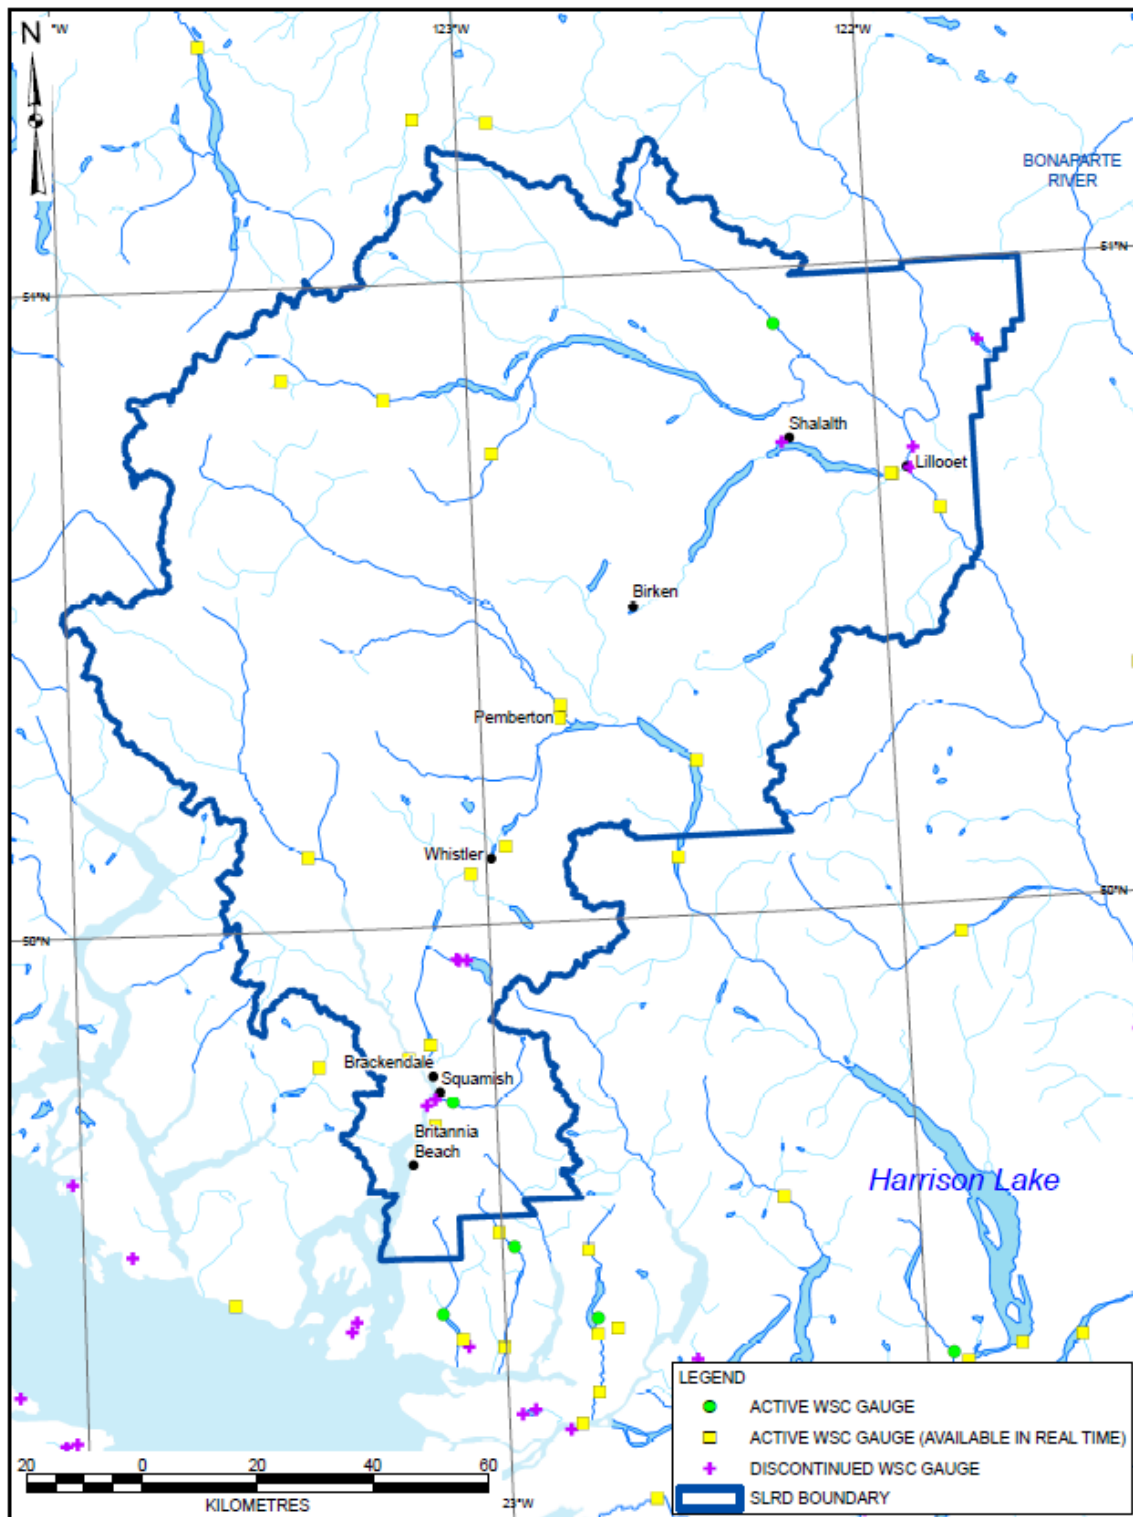 N
°W
123°W
122°W
BONAPARTE
RIVER
51°N
51°N
Shalalth
Lillooet
Birken
Pemberton
Whistler
50°N
50°N
Brackendale
Squamish
Britannia
Beach
Harrison Lake
LEGEND
ACTIVE WSC GAUGE
ACTIVE WSC GAUGE (AVAILABLE IN REAL TIME)
DISCONTINUED WSC GAUGE
SLRD BOUNDARY
20 10 0 20 40 60
KILOMETRES
23°W